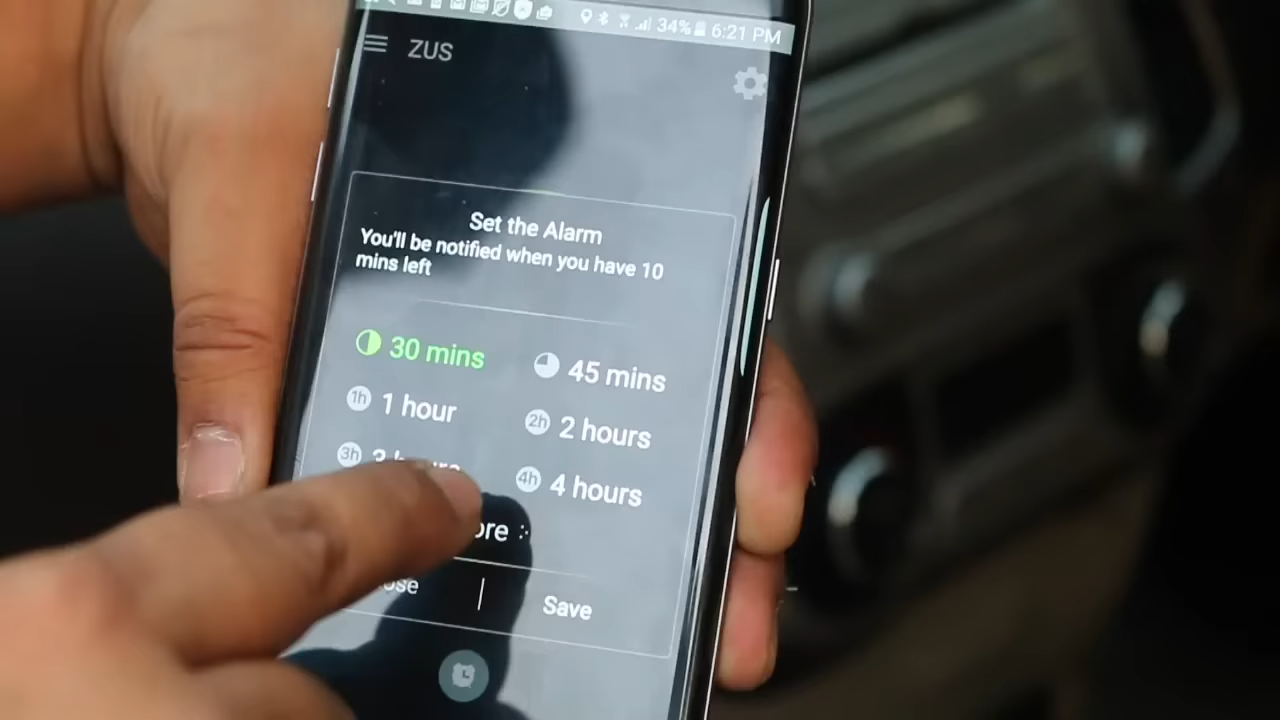 34% 6:21 PM
ZUS
Set the Alarm
You'll be notified when you have 10
mins left
30 mins
45 mins
1h 1 hour
2h 2 hours
3h
4h 4 hours
Save